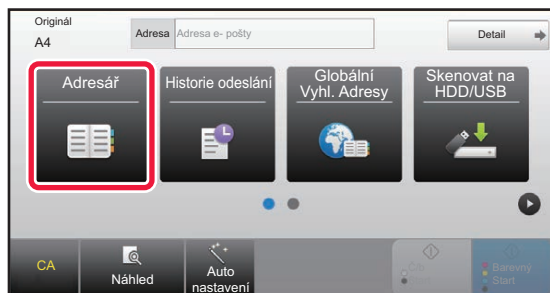 Originál
A4
Adresa Adresa e- pošty
Detail
Adresář
Historie odeslání
Globální
Vyhl. Adresy
Skenovat na
HDD/USB
CA
Náhled
Auto
nastavení
Barevný
Start